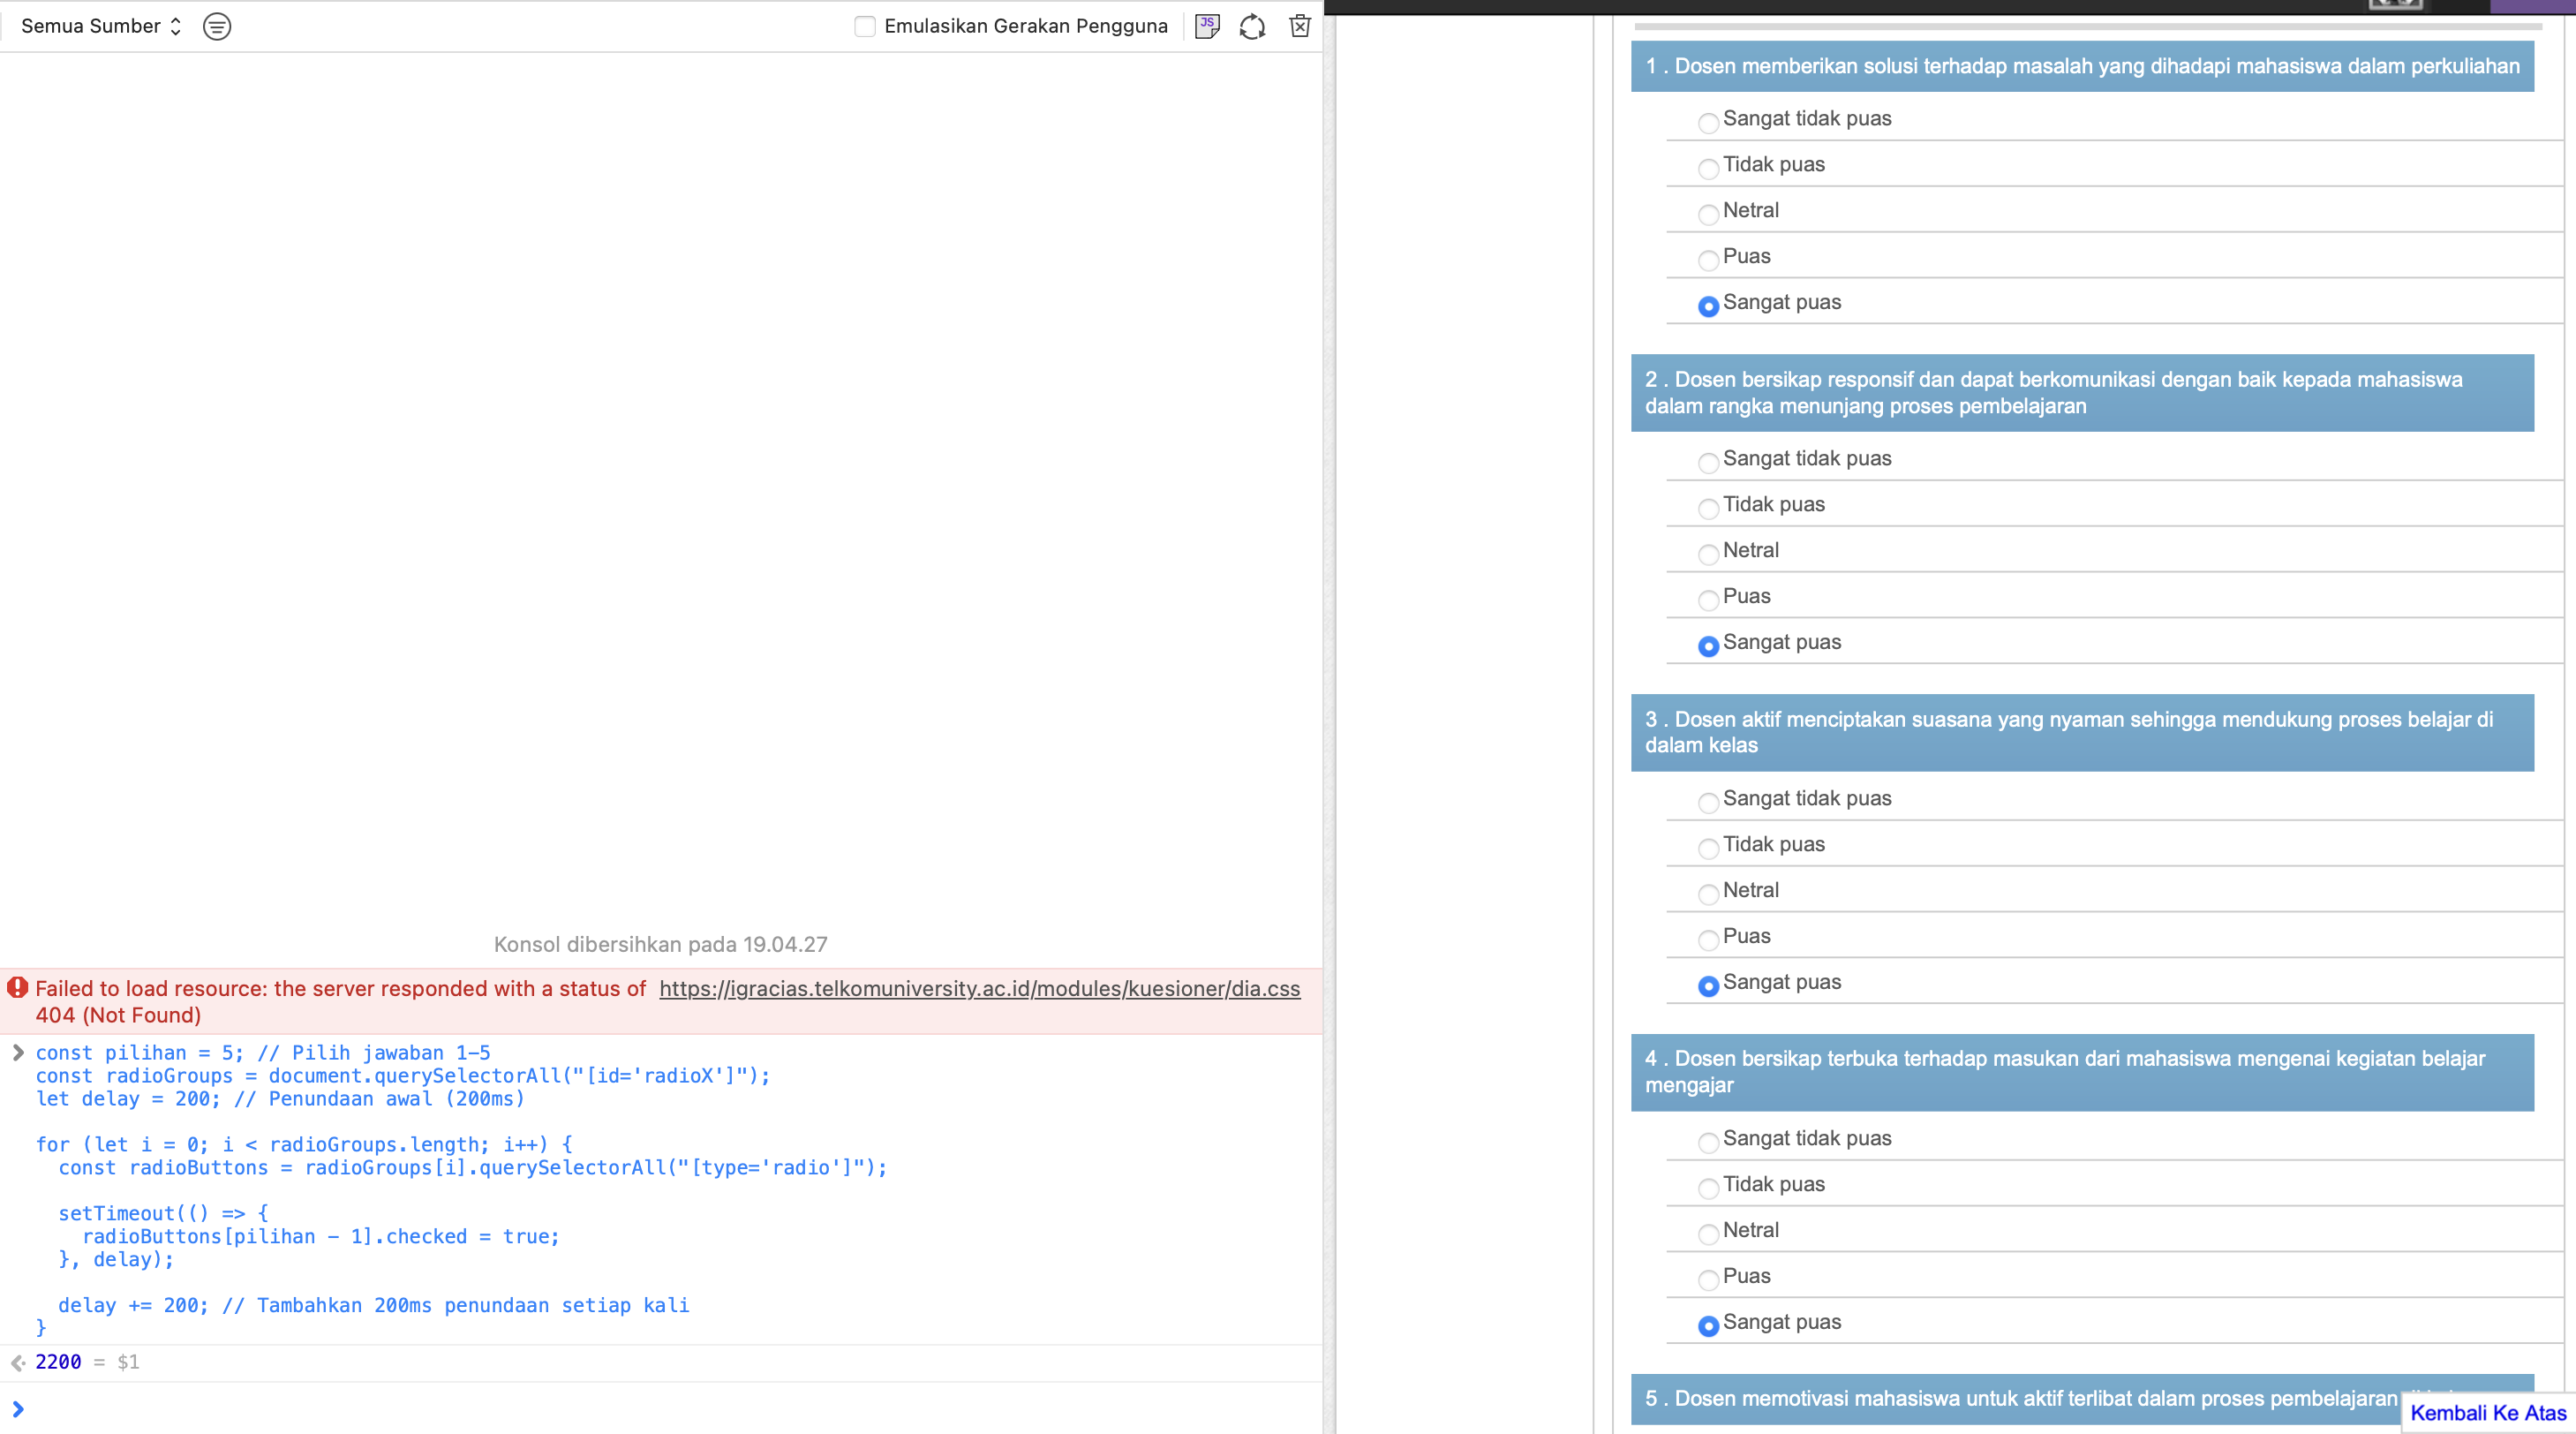 Semua Sumber
Emulasikan Gerakan Pengguna
JS
Konsol dibersihkan pada 19.04.27
Failed to load resource: the server responded with a status of 404 (Not Found)
https://igracias.telkomuniversity.ac.id/modules/kuesioner/dia.css
const pilihan = 5; // Pilih jawaban 1-5
const radioGroups = document.querySelectorAll("[id='radioX']");
let delay = 200; // Penundaan awal (200ms)
for (let i = 0; i < radioGroups.length; i++) {
const radioButtons = radioGroups[i].querySelectorAll("[type='radio']");
setTimeout(() => {
radioButtons[pilihan - 1].checked = true;
}, delay);
delay += 200; // Tambahkan 200ms penundaan setiap kali
}
2200 = $1
1 . Dosen memberikan solusi terhadap masalah yang dihadapi mahasiswa dalam perkuliahan
Sangat tidak puas
Tidak puas
Netral
Puas
Sangat puas
2 . Dosen bersikap responsif dan dapat berkomunikasi dengan baik kepada mahasiswa
dalam rangka menunjang proses pembelajaran
Sangat tidak puas
Tidak puas
Netral
Puas
Sangat puas
3 . Dosen aktif menciptakan suasana yang nyaman sehingga mendukung proses belajar di
dalam kelas
Sangat tidak puas
Tidak puas
Netral
Puas
Sangat puas
4 . Dosen bersikap terbuka terhadap masukan dari mahasiswa mengenai kegiatan belajar
mengajar
Sangat tidak puas
Tidak puas
Netral
Puas
Sangat puas
5 . Dosen memotivasi mahasiswa untuk aktif terlibat dalam proses pembelajaran
Kembali Ke Atas